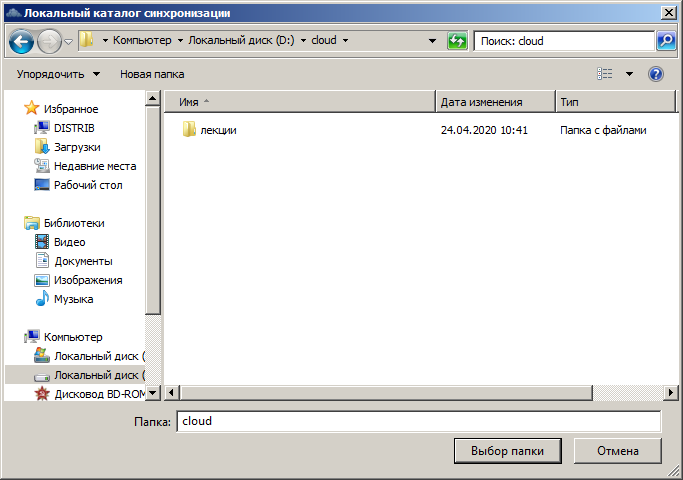 Локальный каталог синхронизации
Компьютер Локальный диск (D:) cloud
Поиск: cloud
Упорядочить Новая папка
Имя Дата изменения Тип
лекции 24.04.2020 10:41 Папка с файлами
Избранное
DISTRIB
Загрузки
Недавние места
Рабочий стол
Библиотеки
Видео
Документы
Изображения
Музыка
Компьютер
Локальный диск (
Локальный диск (
Дисковод BD-ROM
Папка: cloud
Выбор папки Отмена